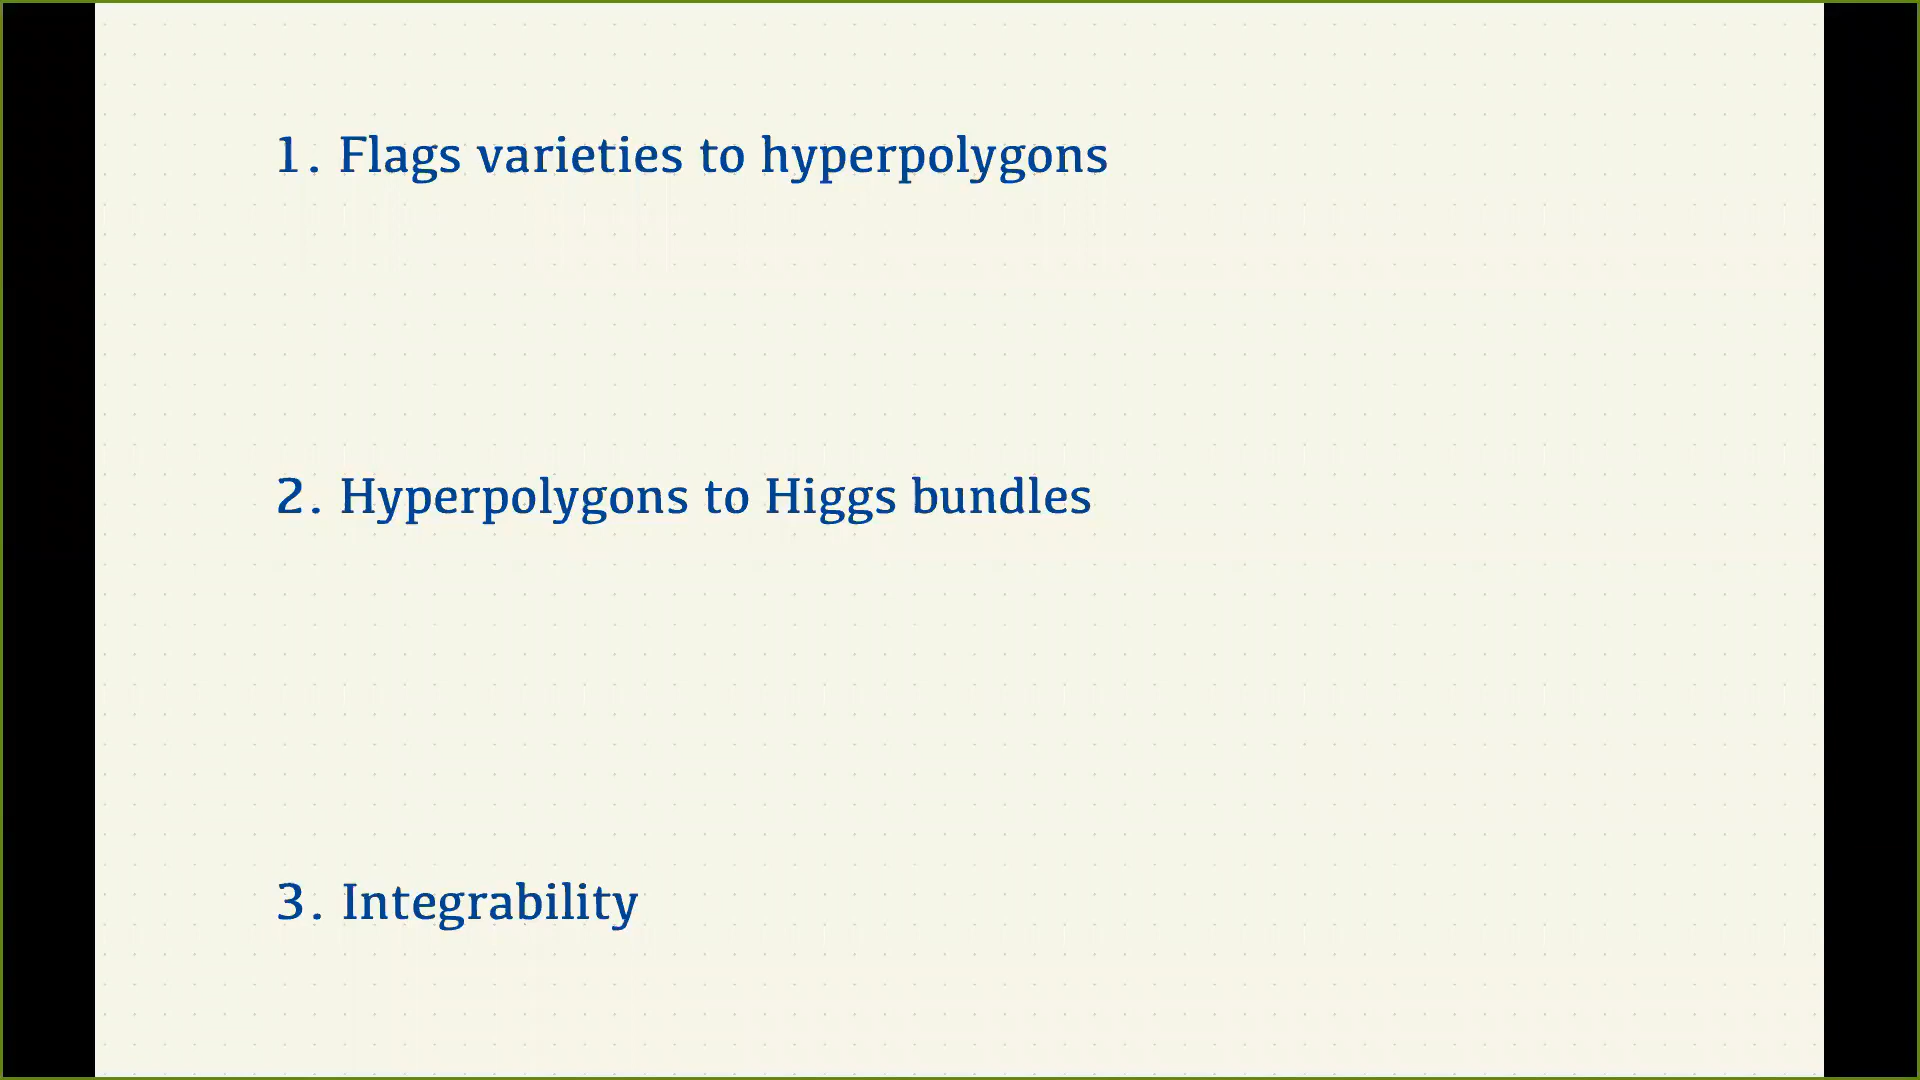 1. Flags varieties to hyperpolygons
2. Hyperpolygons to Higgs bundles
3. Integrability